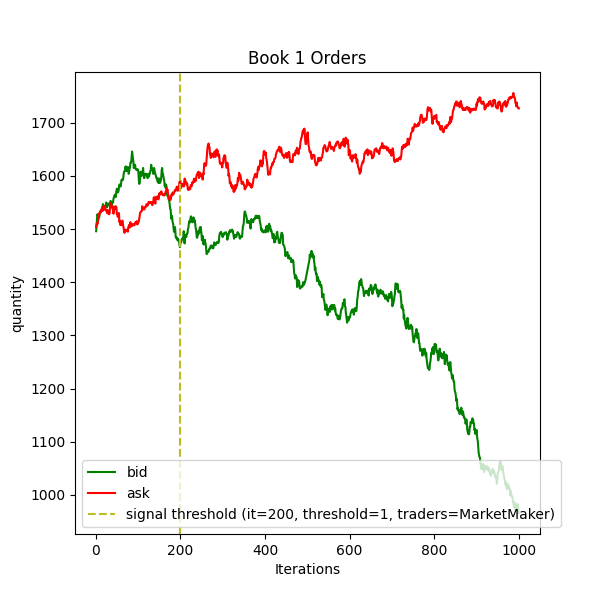 Book 1 Orders
quantity
1700
1600
1500
1400
1300
1200
1100
1000
bid
ask
signal threshold (it=200, threshold=1, traders=MarketMaker)
0 200 400 600 800 1000
Iterations